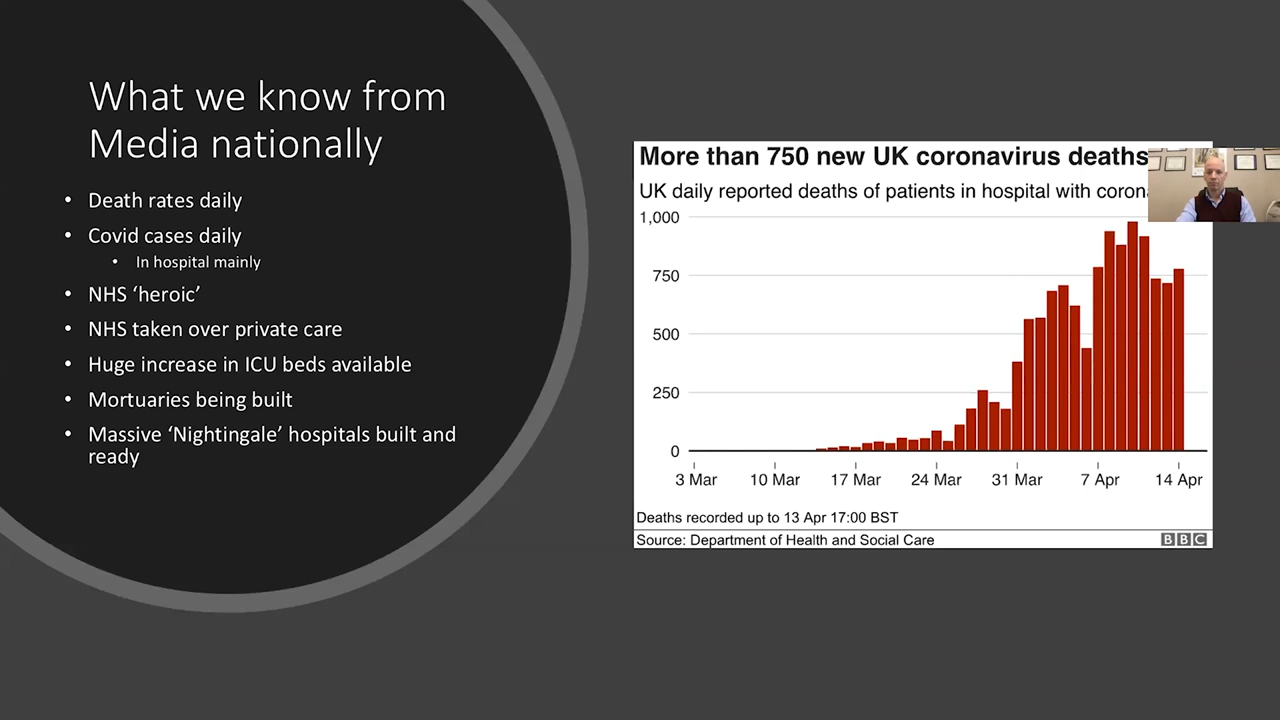 What we know from
Media nationally
• Death rates daily
• Covid cases daily
• In hospital mainly
• NHS ‘heroic’
• NHS taken over private care
• Huge increase in ICU beds available
• Mortuaries being built
• Massive ‘Nightingale’ hospitals built and
ready
More than 750 new UK coronavirus deaths
UK daily reported deaths of patients in hospital with
1,000
750
500
250
0
3 Mar 10 Mar 17 Mar 24 Mar 31 Mar 7 Apr 14 Apr
Deaths recorded up to 13 Apr 17:00 BST
Source: Department of Health and Social Care
BBC